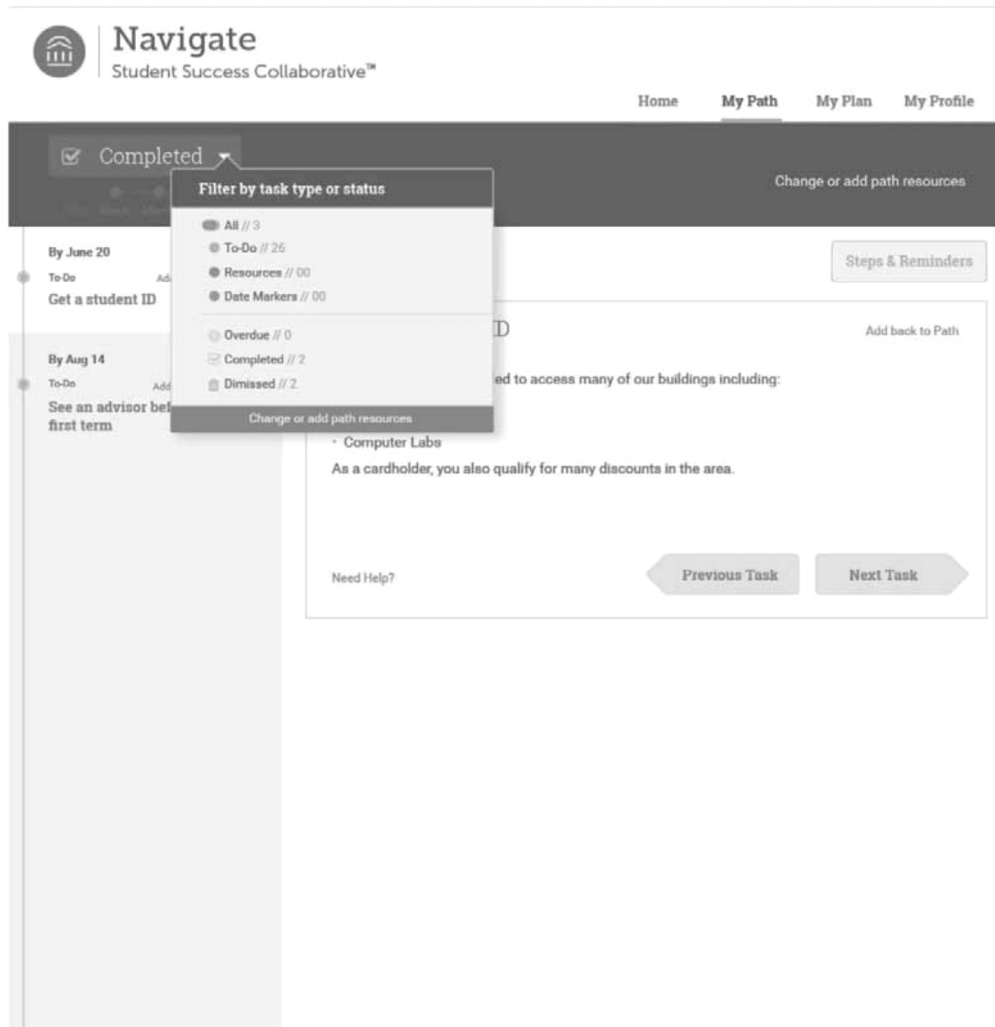 Navigate
Student Success Collaborative™
Home My Path My Plan My Profile
Completed
Change or add path resources
Filter by task type or status
All // 3
To-Do // 26
Resources // 00
Date Markers // 00
Overdue // 0
Completed // 2
Dimissed // 2
Change or add path resources
By June 20
To-Do Add
Get a student ID
By Aug 14
To-Do Add
See an advisor bef
first term
Steps & Reminders
D
Add back to Path
ed to access many of our buildings including:
- Computer Labs
As a cardholder, you also qualify for many discounts in the area.
Need Help?
Previous Task
Next Task